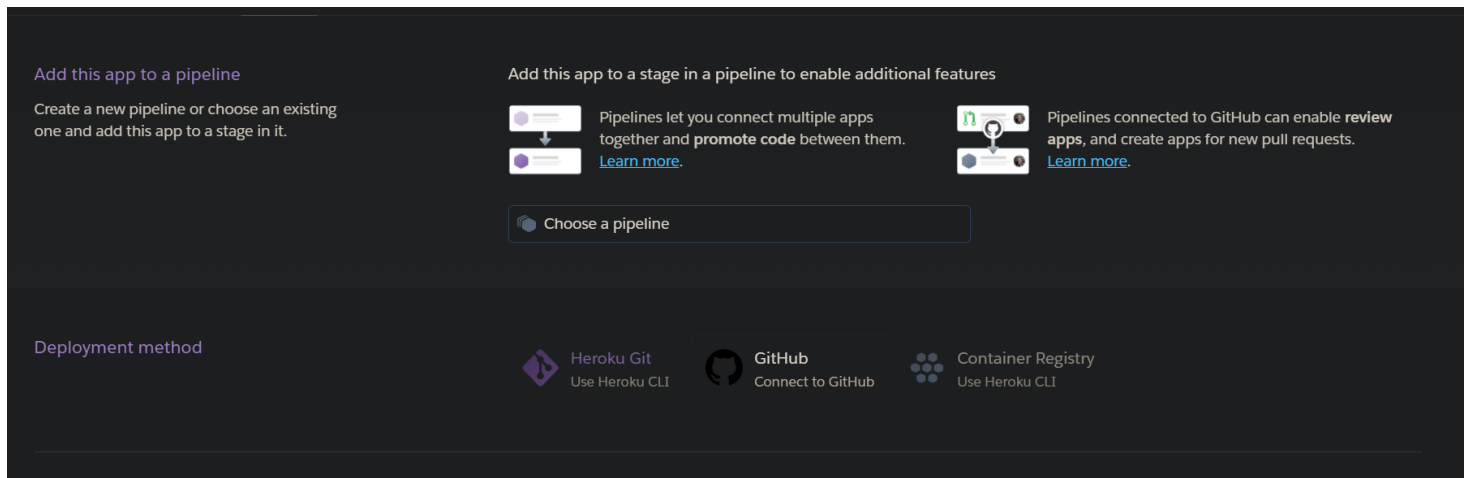 Add this app to a pipeline
Create a new pipeline or choose an existing
one and add this app to a stage in it.
Add this app to a stage in a pipeline to enable additional features
Pipelines let you connect multiple apps
together and promote code between them.
Learn more.
Pipelines connected to GitHub can enable review
apps, and create apps for new pull requests.
Learn more.
Choose a pipeline
Deployment method
Heroku Git
Use Heroku CLI
GitHub
Connect to GitHub
Container Registry
Use Heroku CLI